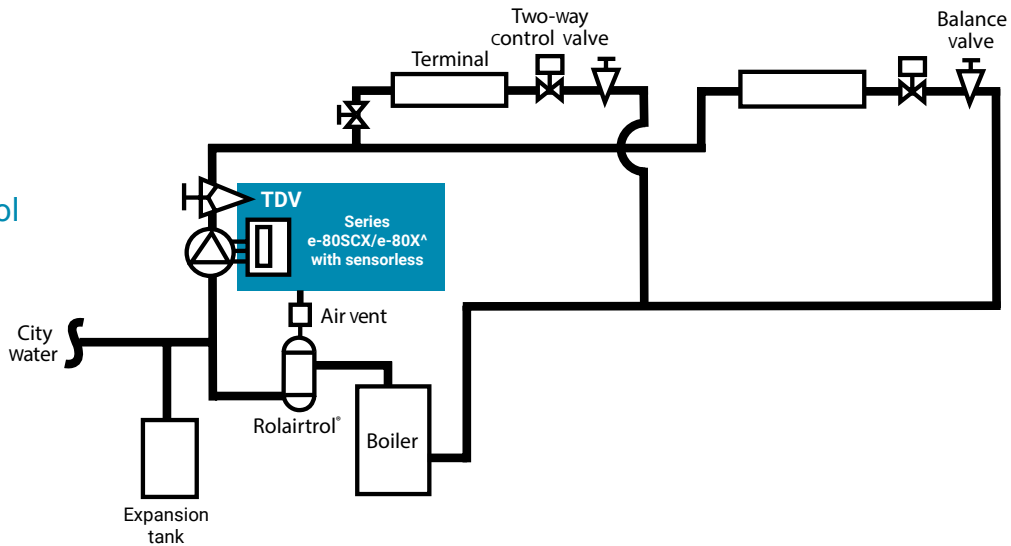 Two-way
control valve
Balance
valve
Terminal
ol
TDV
Series
e-80SCX/e-80X^
with sensorless
Air vent
City
water
Rolairtrol®
Boiler
Expansion
tank